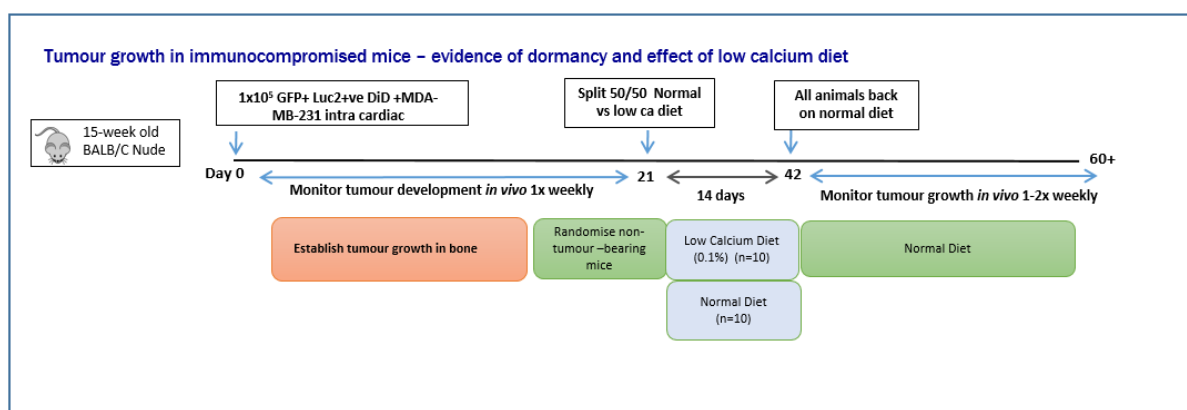 Tumour growth in immunocompromised mice – evidence of dormancy and effect of low calcium diet
1x10⁵ GFP+ Luc2+ve DiD +MDA-
MB-231 intra cardiac
Split 50/50 Normal
vs low ca diet
All animals back
on normal diet
15-week old
BALB/C Nude
Day 0
Monitor tumour development in vivo 1x weekly
21
14 days
42
Monitor tumour growth in vivo 1-2x weekly
60+
Establish tumour growth in bone
Randomise non-
tumour –bearing
mice
Low Calcium Diet
(0.1%) (n=10)
Normal Diet
(n=10)
Normal Diet